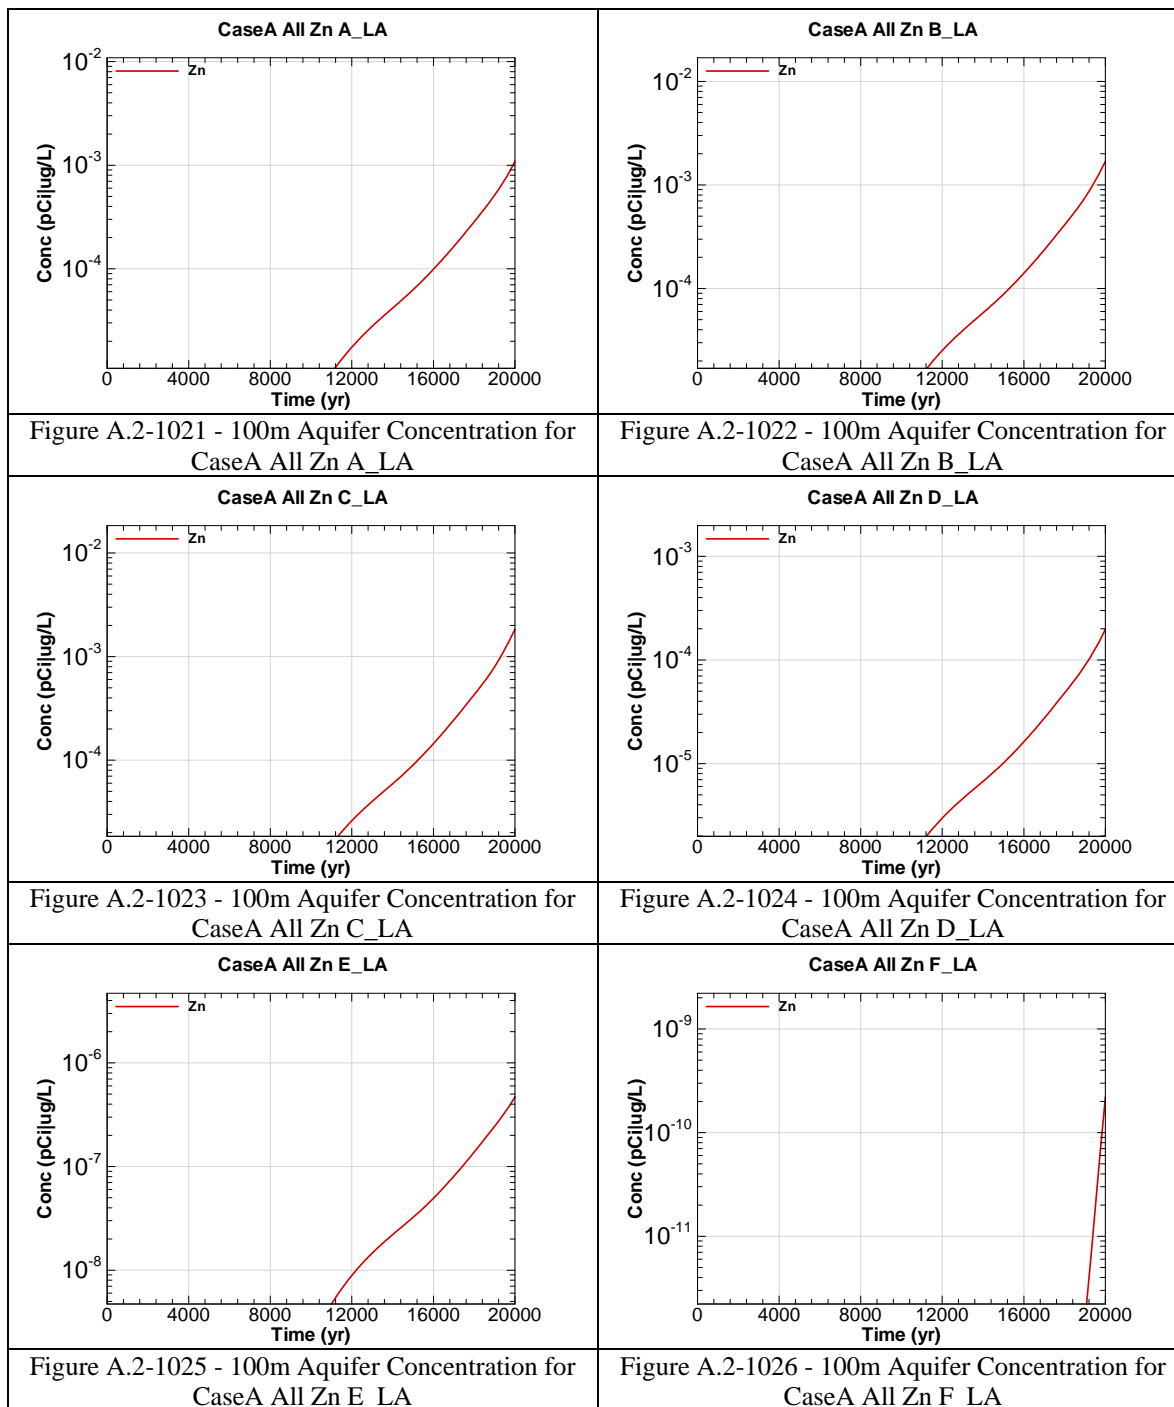 CaseA All Zn A_LA
Zn
10-2
10-3
10-4
Conc (pCi|ug/L)
0 4000 8000 12000 16000 20000
Time (yr)
Figure A.2-1021 - 100m Aquifer Concentration for
CaseA All Zn A_LA
CaseA All Zn B_LA
Zn
10-2
10-3
10-4
Conc (pCi|ug/L)
0 4000 8000 12000 16000 20000
Time (yr)
Figure A.2-1022 - 100m Aquifer Concentration for
CaseA All Zn B_LA
CaseA All Zn C_LA
Zn
10-2
10-3
10-4
Conc (pCi|ug/L)
0 4000 8000 12000 16000 20000
Time (yr)
Figure A.2-1023 - 100m Aquifer Concentration for
CaseA All Zn C_LA
CaseA All Zn D_LA
Zn
10-3
10-4
10-5
Conc (pCi|ug/L)
0 4000 8000 12000 16000 20000
Time (yr)
Figure A.2-1024 - 100m Aquifer Concentration for
CaseA All Zn D_LA
CaseA All Zn E_LA
Zn
10-6
10-7
10-8
Conc (pCi|ug/L)
0 4000 8000 12000 16000 20000
Time (yr)
Figure A.2-1025 - 100m Aquifer Concentration for
CaseA All Zn E_LA
CaseA All Zn F_LA
Zn
10-9
10-10
10-11
Conc (pCi|ug/L)
0 4000 8000 12000 16000 20000
Time (yr)
Figure A.2-1026 - 100m Aquifer Concentration for
CaseA All Zn F_LA